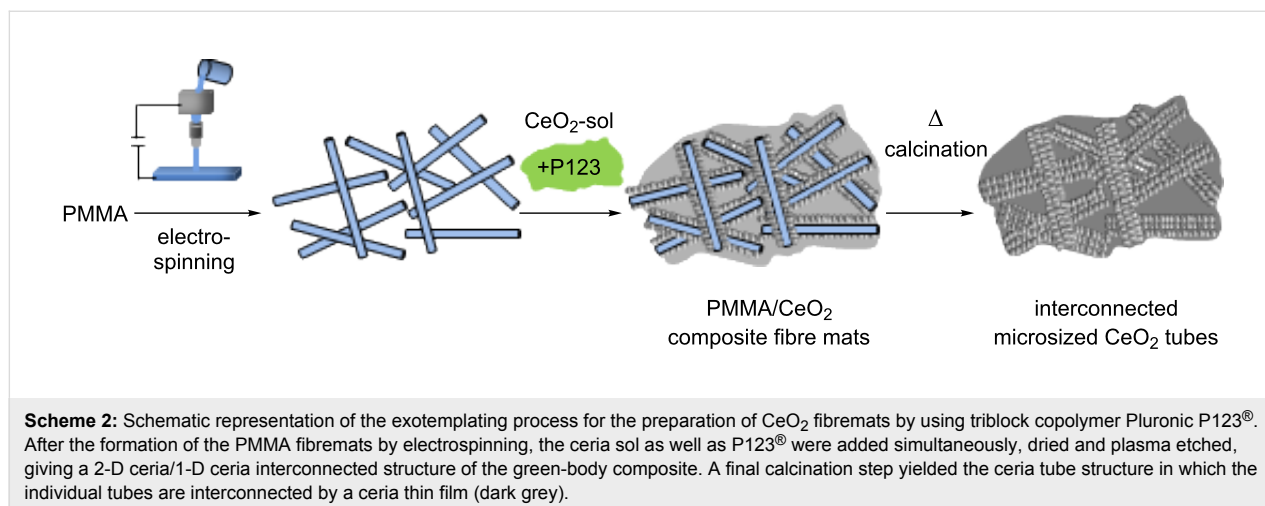 CeO2-sol
+P123
Δ
calcination
PMMA
electro-
spinning
PMMA/CeO2
composite fibre mats
interconnected
microsized CeO2 tubes
Scheme 2: Schematic representation of the exotemplating process for the preparation of CeO2 fibremats by using triblock copolymer Pluronic P123®.
After the formation of the PMMA fibremats by electrospinning, the ceria sol as well as P123® were added simultaneously, dried and plasma etched,
giving a 2-D ceria/1-D ceria interconnected structure of the green-body composite. A final calcination step yielded the ceria tube structure in which the
individual tubes are interconnected by a ceria thin film (dark grey).